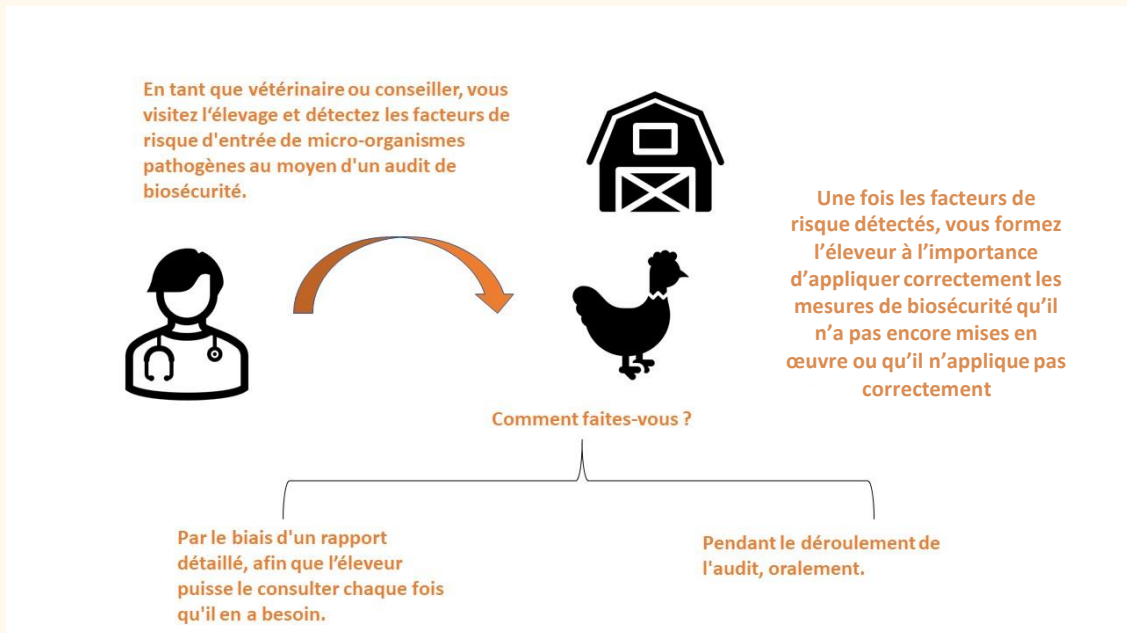 En tant que vétérinaire ou conseiller, vous
visitez l‘élevage et détectez les facteurs de
risque d'entrée de micro-organismes
pathogènes au moyen d'un audit de
biosécurité.
Une fois les facteurs de
risque détectés, vous formez
l’éleveur à l’importance
d’appliquer correctement les
mesures de biosécurité qu’il
n’a pas encore mises en
œuvre ou qu’il n’applique pas
correctement
Comment faites-vous ?
Par le biais d'un rapport
détaillé, afin que l’éleveur
puisse le consulter chaque fois
qu'il en a besoin.
Pendant le déroulement de
l'audit, oralement.